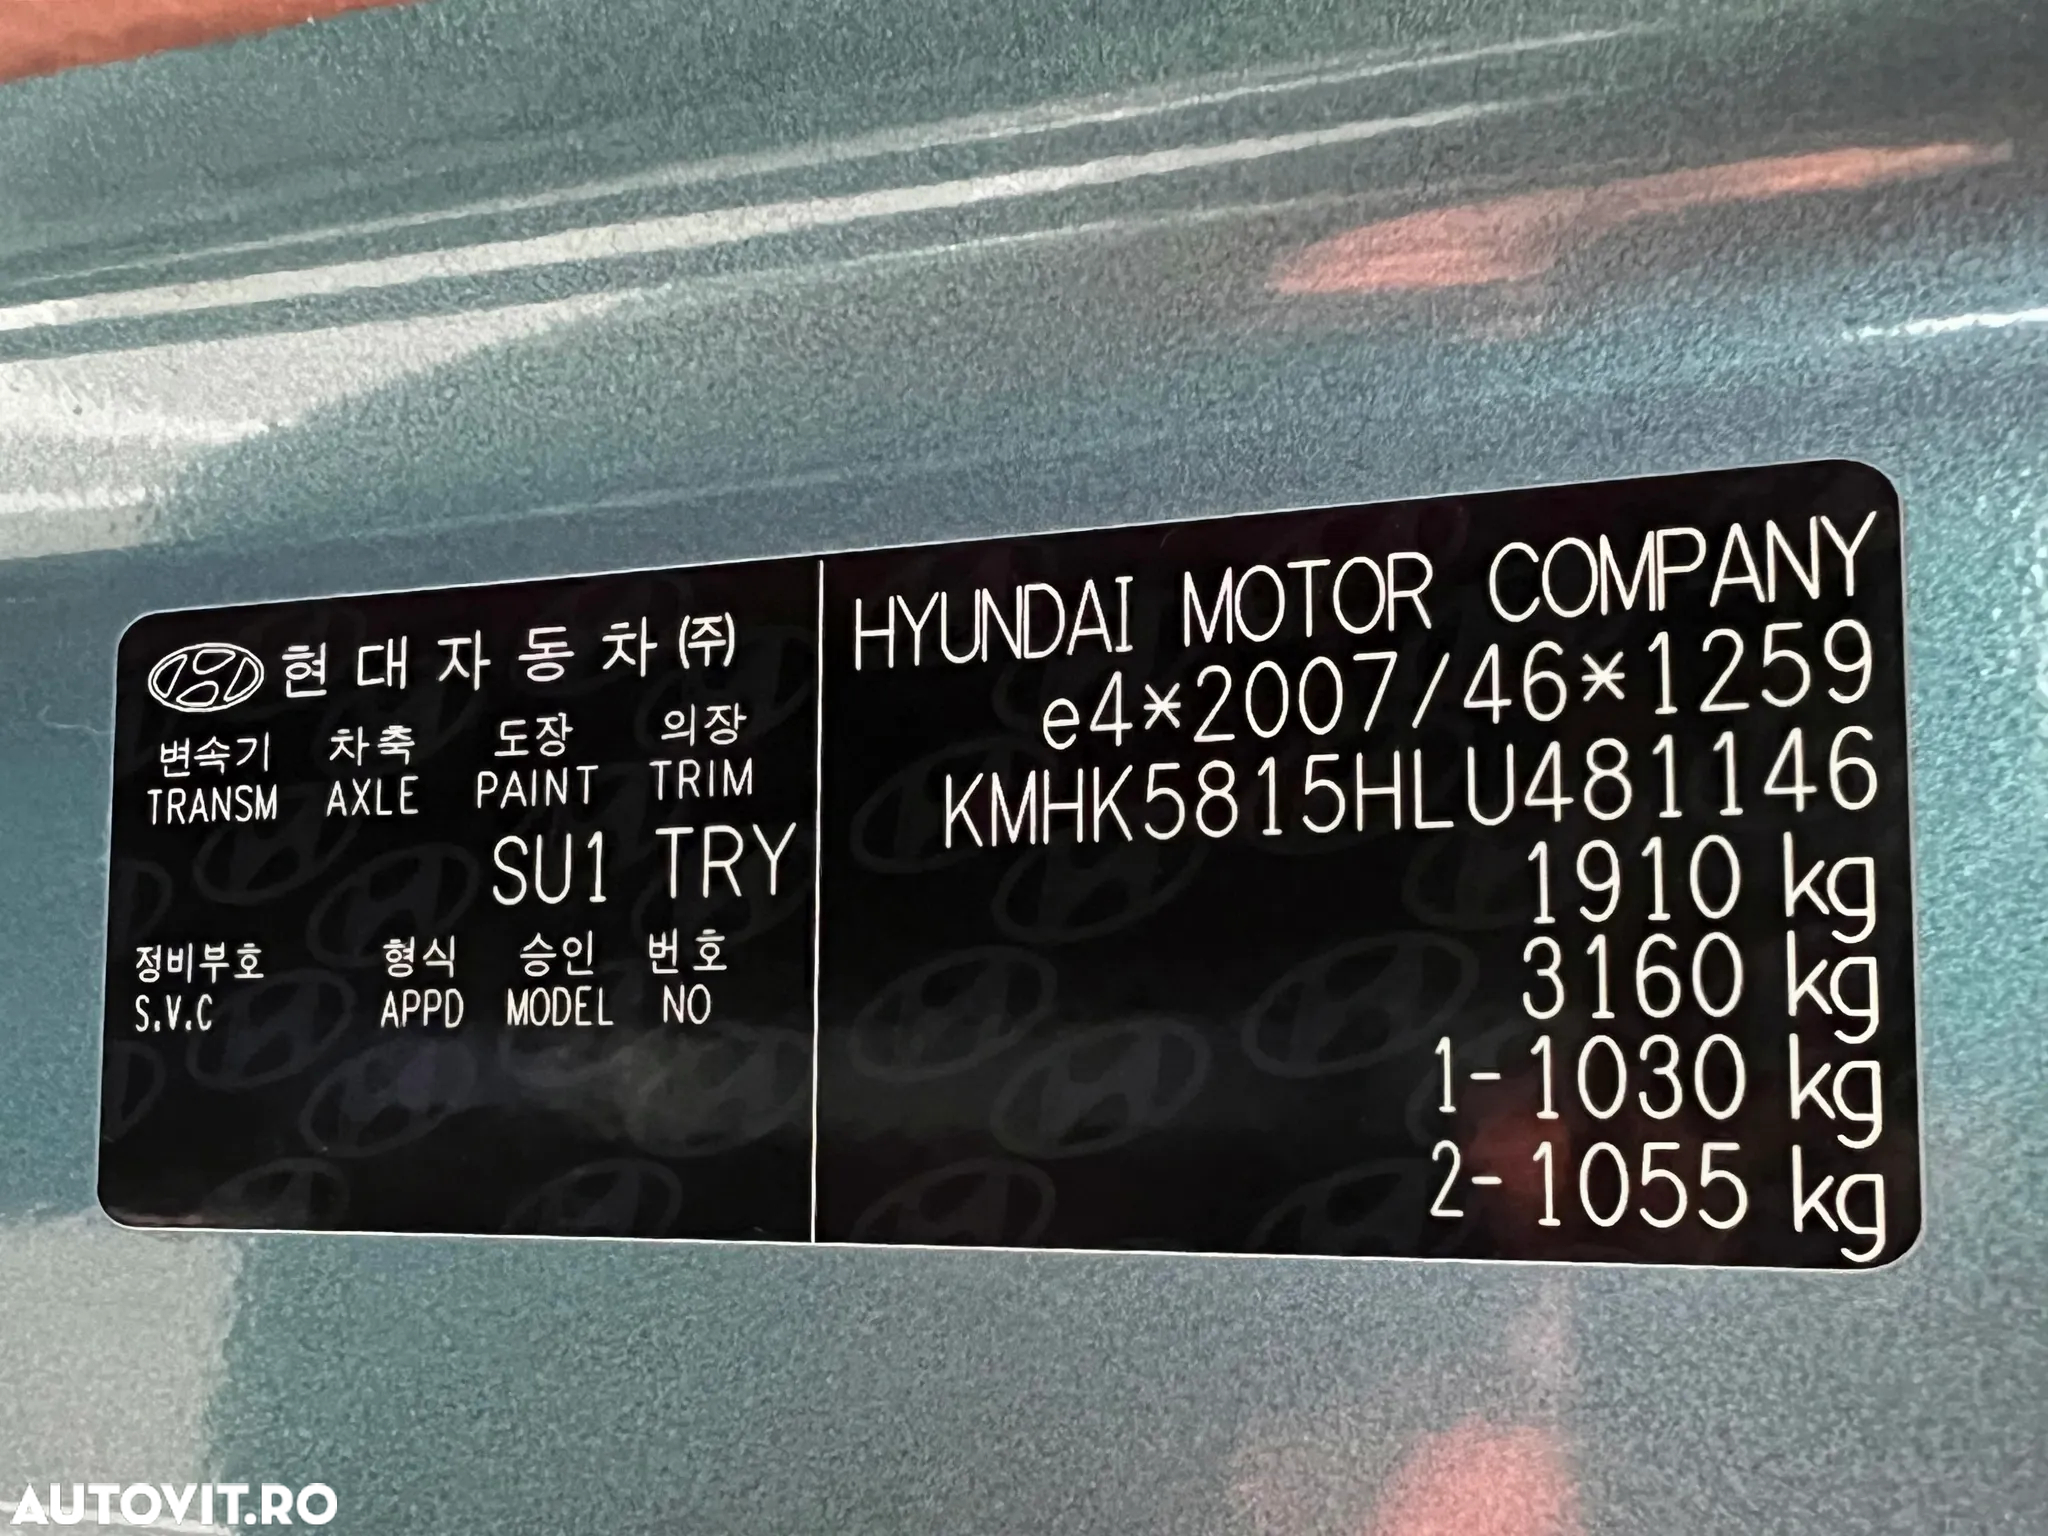 현대자동차(주)
변속기 차축 도장 의장
TRANSM AXLE PAINT TRIM
SU1 TRY
정비부호 형식 승인 번호
S.V.C APPD MODEL NO
HYUNDAI MOTOR COMPANY
e4*2007/46*1259
KMHK5815HLU481146
1910 kg
3160 kg
1-1030 kg
2-1055 kg
AUTOVIT.RO